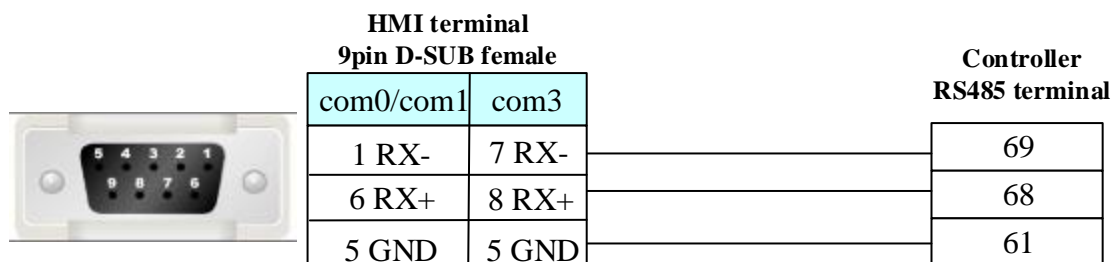 HMI terminal
9pin D-SUB female
Controller
RS485 terminal
com0/com1 com3
1 RX- 7 RX- 69
6 RX+ 8 RX+ 68
5 GND 5 GND 61
5 4 3 2 1
9 8 7 6